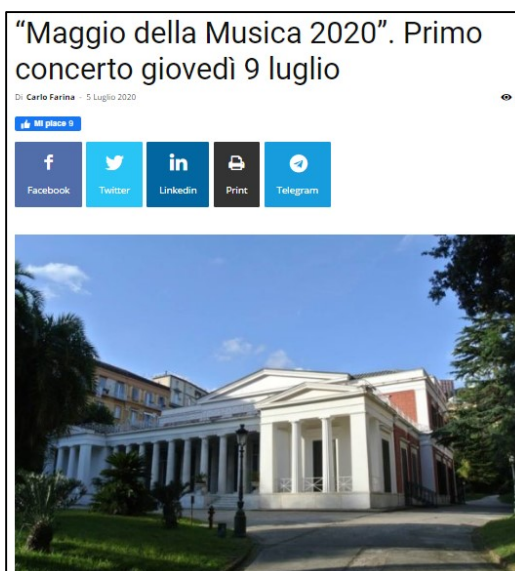 “Maggio della Musica 2020”. Primo
concerto giovedì 9 luglio
Di Carlo Farina - 5 Luglio 2020
Mi piace 9
Facebook Twitter Linkedin Print Telegram